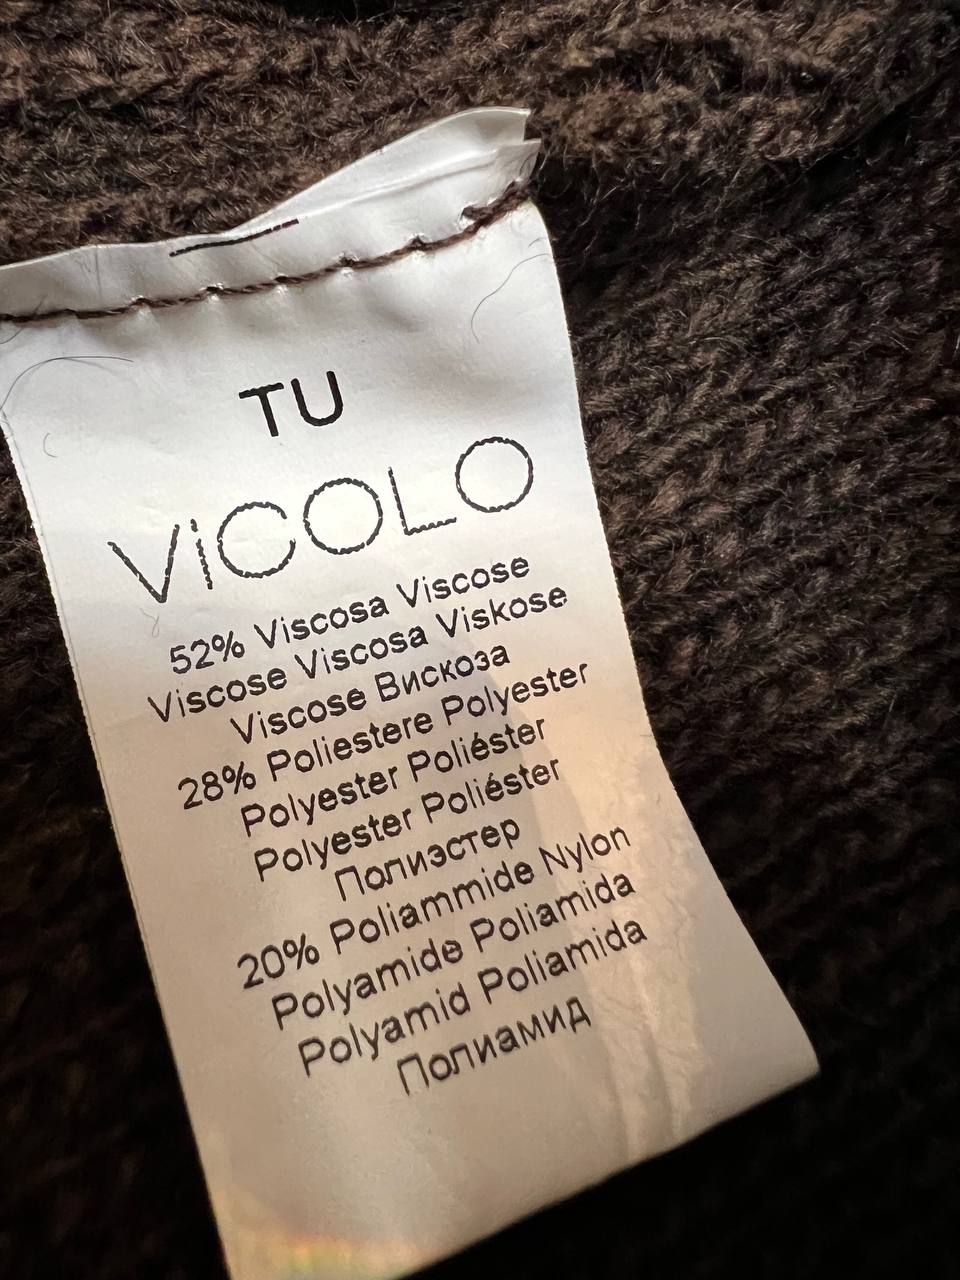 TU
ViCOLO
52% Viscosa Viscose
Viscose Viscosa Viskose
Viscose Вискоза
28% Poliestere Polyester
Polyester Poliéster
Polyester Poliéster
Полиэстер
20% Poliammide Nylon
Polyamide Poliamida
Polyamid Poliamida
Полиамид